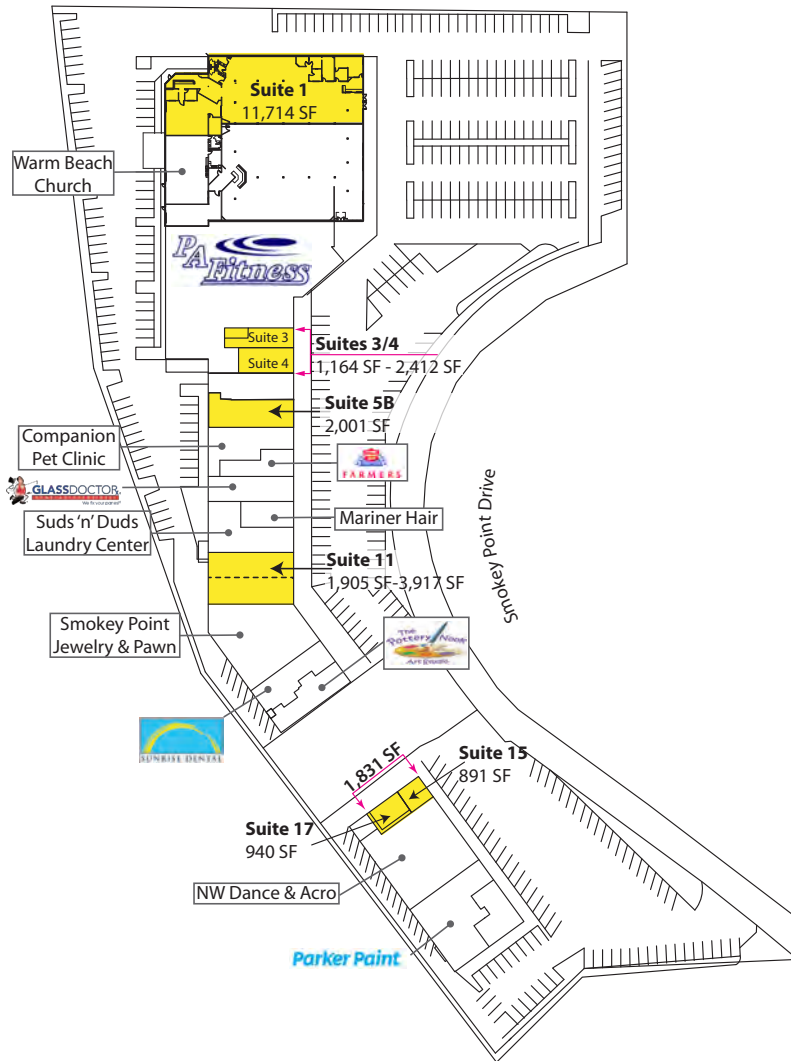 Suite 1
11,714 SF
Warm Beach
Church
PA Fitness
Suite 3
Suites 3/4
Suite 4
1,164 SF - 2,412 SF
Suite 5B
2,001 SF
Companion
Pet Clinic
FARMERS
GLASSDOCTOR
Suds 'n' Duds
Laundry Center
Mariner Hair
Smokey Point Drive
Suite 11
1,905 SF-3,917 SF
Smokey Point
Jewelry & Pawn
The
Pottery Nook
Art Studio
SUNRISE DENTAL
1,831 SF
Suite 15
891 SF
Suite 17
940 SF
NW Dance & Acro
Parker Paint